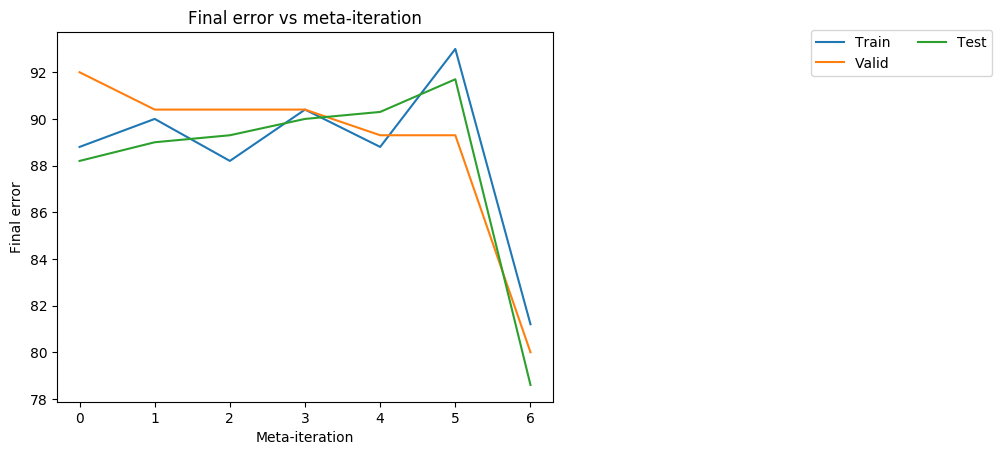 Final error vs meta-iteration
Train
Valid
Test
Final error
92
90
88
86
84
82
80
78
0 1 2 3 4 5 6
Meta-iteration